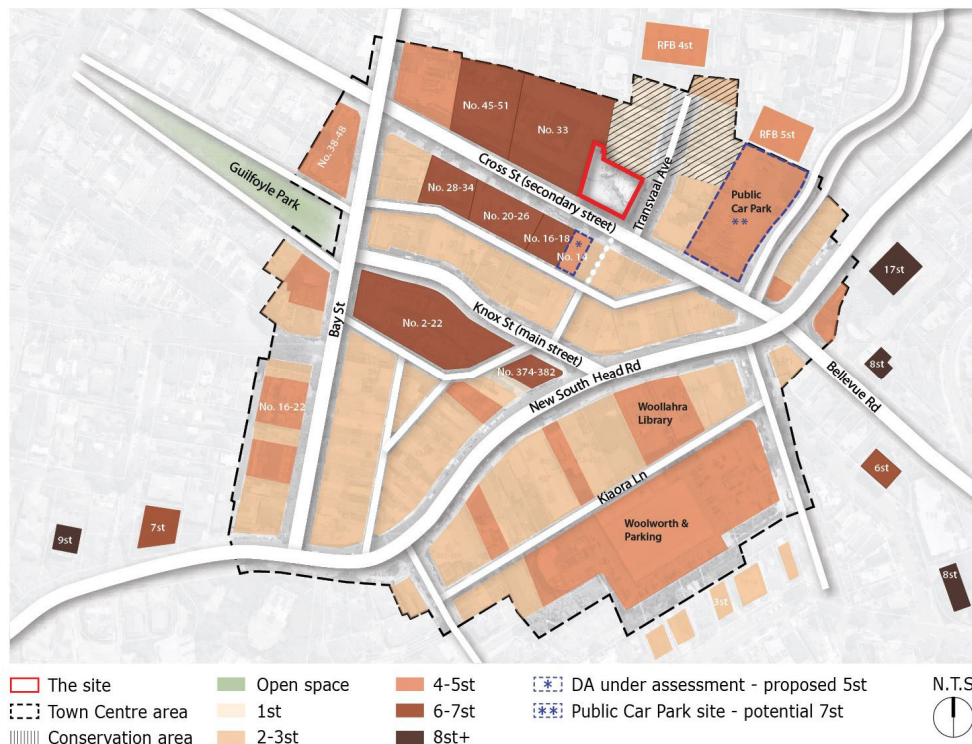 RFB 4st
No. 45-51
No. 33
No. 38-48
RFB 5st
Guilfoyle Park
Cross St (secondary street)
Transvaal Ave
Public
Car Park
**
No. 28-34
No. 20-26
No. 16-18
*
No. 14
17st
Bay St
No. 2-22
Knox St (main street)
No. 374-382
New South Head Rd
8st
Bellevue Rd
No. 16-22
Woollahra
Library
6st
Kiaora Ln
7st
9st
Woolworth &
Parking
8st
3st
The site
Town Centre area
Conservation area
Open space
1st
2-3st
4-5st
6-7st
8st+
* DA under assessment - proposed 5st
** Public Car Park site - potential 7st
N.T.S